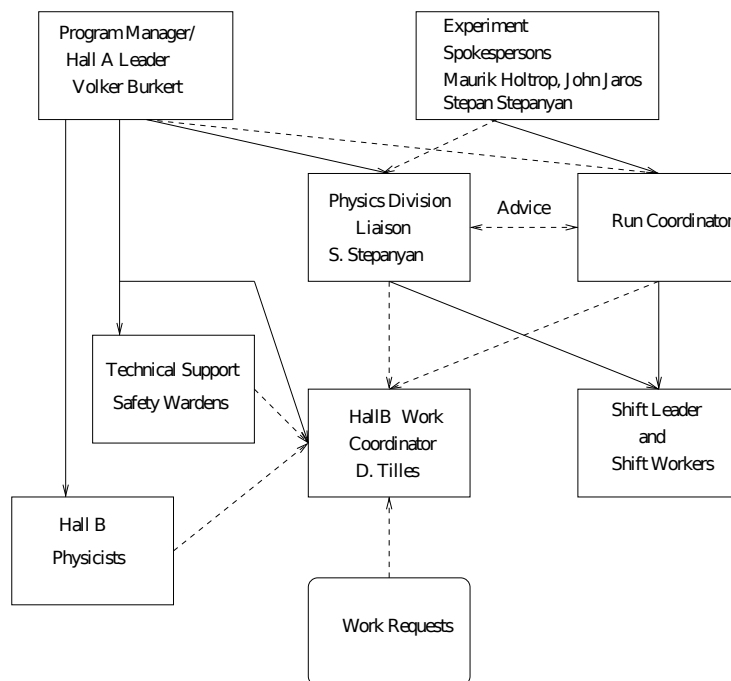 Program Manager/
Hall A Leader
Volker Burkert
Experiment
Spokespersons
Maurik Holtrop, John Jaros
Stepan Stepanyan
Physics Division
Liaison
S. Stepanyan
Advice
Run Coordinator
Technical Support
Safety Wardens
HallB Work
Coordinator
D. Tilles
Shift Leader
and
Shift Workers
Hall B
Physicists
Work Requests